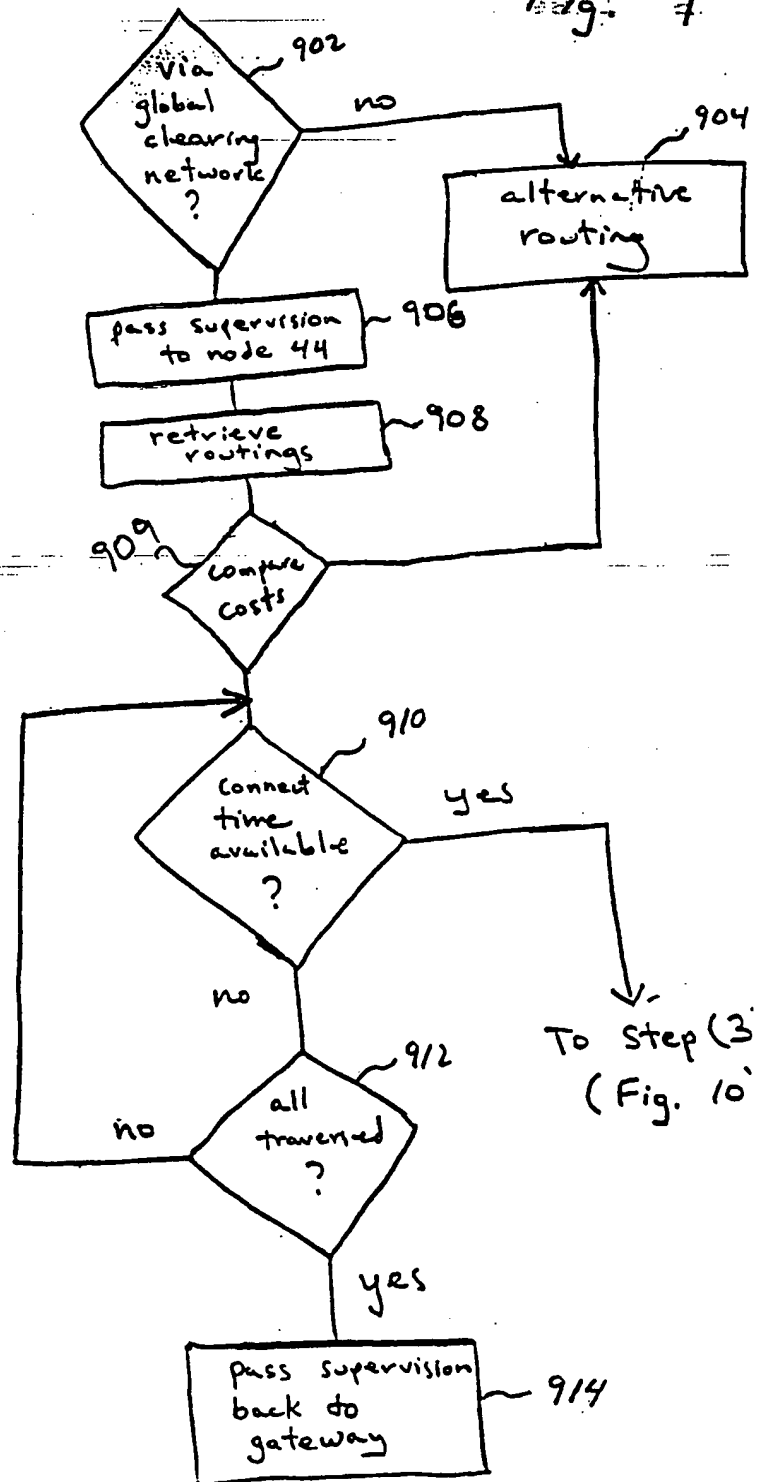 Fig.
902
via
global
clearing
network
?
no
904
alternative
routing
pass supervision
to node 44
906
retrieve
routings
908
909
compare
costs
910
connect
time
available
?
yes
no
To Step (3
(Fig. 10
912
all
traversed
?
no
yes
pass supervision
back to
gateway
914